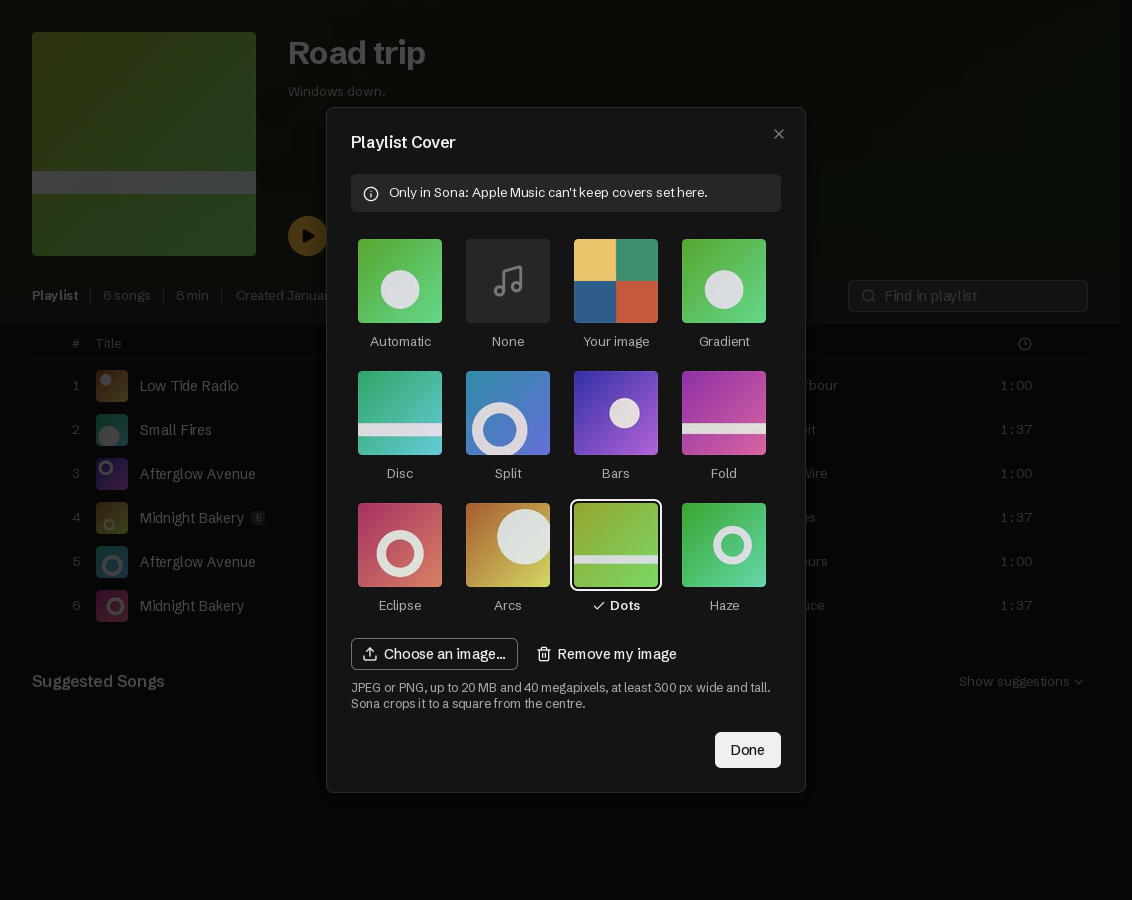 Road trip
Windows down.
Playlist Cover
Only in Sona: Apple Music can't keep covers set here.
Playlist
6 songs
8 min
Created Januar
Find in playlist
Automatic
None
Your image
Gradient
# Title
1 Low Tide Radio rbour 1:00
2 Small Fires 1:37
3 Afterglow Avenue Wire 1:00
Disc
Split
Bars
Fold
4 Midnight Bakery E es 1:37
5 Afterglow Avenue ours 1:00
6 Midnight Bakery uce 1:37
Eclipse
Arcs
Dots
Haze
Choose an image...
Remove my image
JPEG or PNG, up to 20 MB and 40 megapixels, at least 300 px wide and tall.
Sona crops it to a square from the centre.
Suggested Songs
Show suggestions
Done